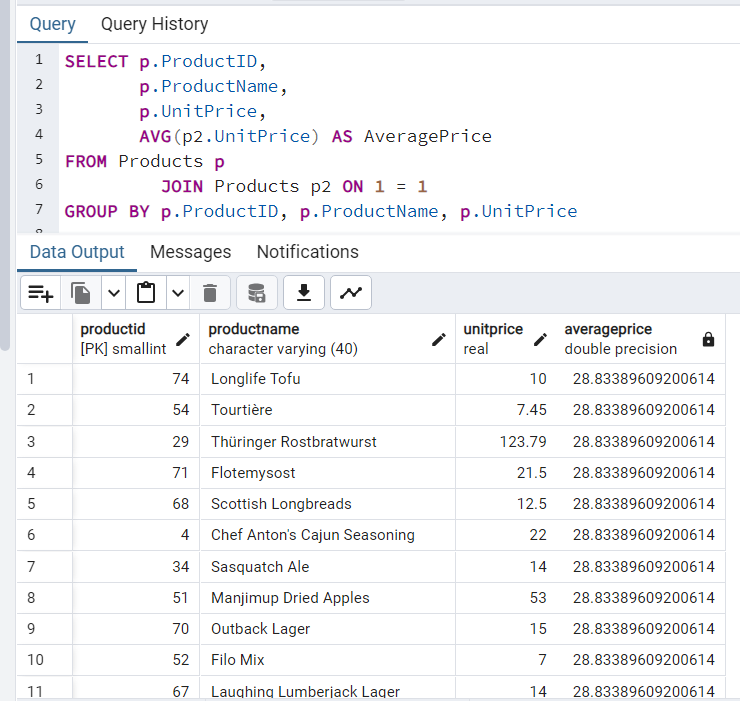 Query Query History
1 SELECT p.ProductID,
2 p.ProductName,
3 p.UnitPrice,
4 AVG(p2.UnitPrice) AS AveragePrice
5 FROM Products p
6 JOIN Products p2 ON 1 = 1
7 GROUP BY p.ProductID, p.ProductName, p.UnitPrice
Data Output Messages Notifications
productid productname unitprice averageprice
[PK] smallint character varying (40) real double precision
1 74 Longlife Tofu 10 28.83389609200614
2 54 Tourtière 7.45 28.83389609200614
3 29 Thüringer Rostbratwurst 123.79 28.83389609200614
4 71 Flotemysost 21.5 28.83389609200614
5 68 Scottish Longbreads 12.5 28.83389609200614
6 4 Chef Anton's Cajun Seasoning 22 28.83389609200614
7 34 Sasquatch Ale 14 28.83389609200614
8 51 Manjimup Dried Apples 53 28.83389609200614
9 70 Outback Lager 15 28.83389609200614
10 52 Filo Mix 7 28.83389609200614
11 67 Laughing Lumberjack Lager 14 28.83389609200614